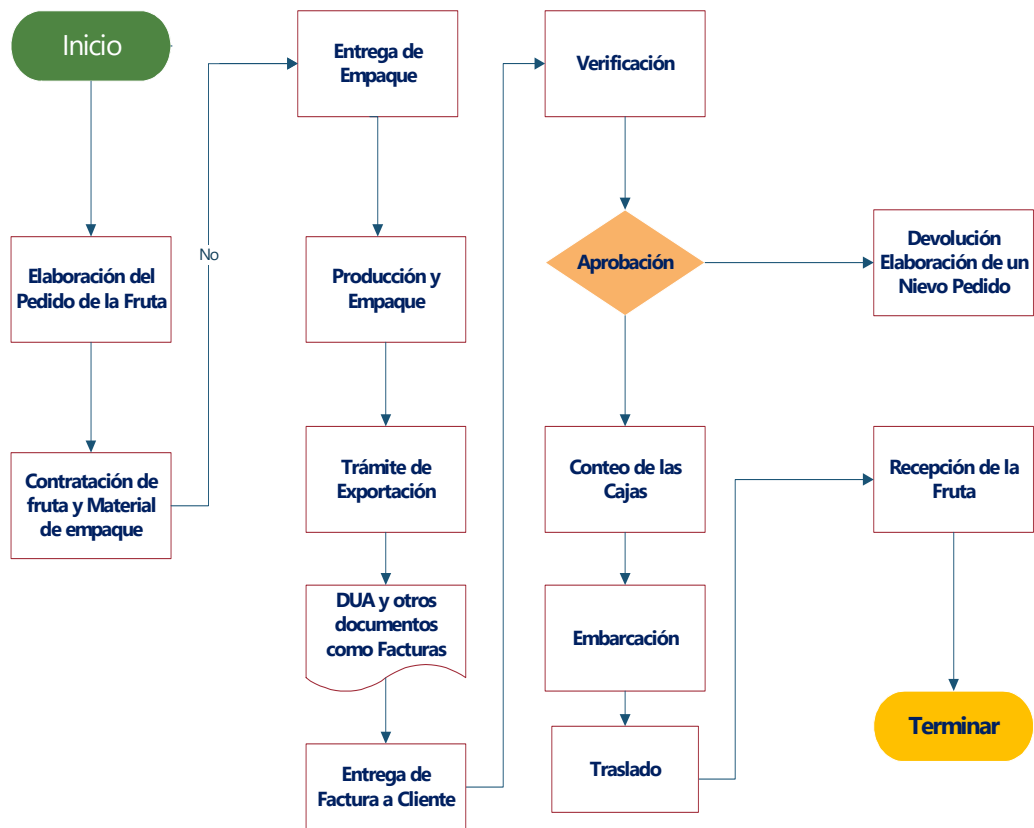 Inicio
Elaboración del
Pedido de la Fruta
Contratación de
fruta y Material
de empaque
No
Entrega de
Empaque
Producción y
Empaque
Trámite de
Exportación
DUA y otros
documentos
como Facturas
Entrega de
Factura a Cliente
Verificación
Aprobación
Devolución
Elaboración de un
Nievo Pedido
Conteo de las
Cajas
Embarcación
Traslado
Recepción de la
Fruta
Terminar